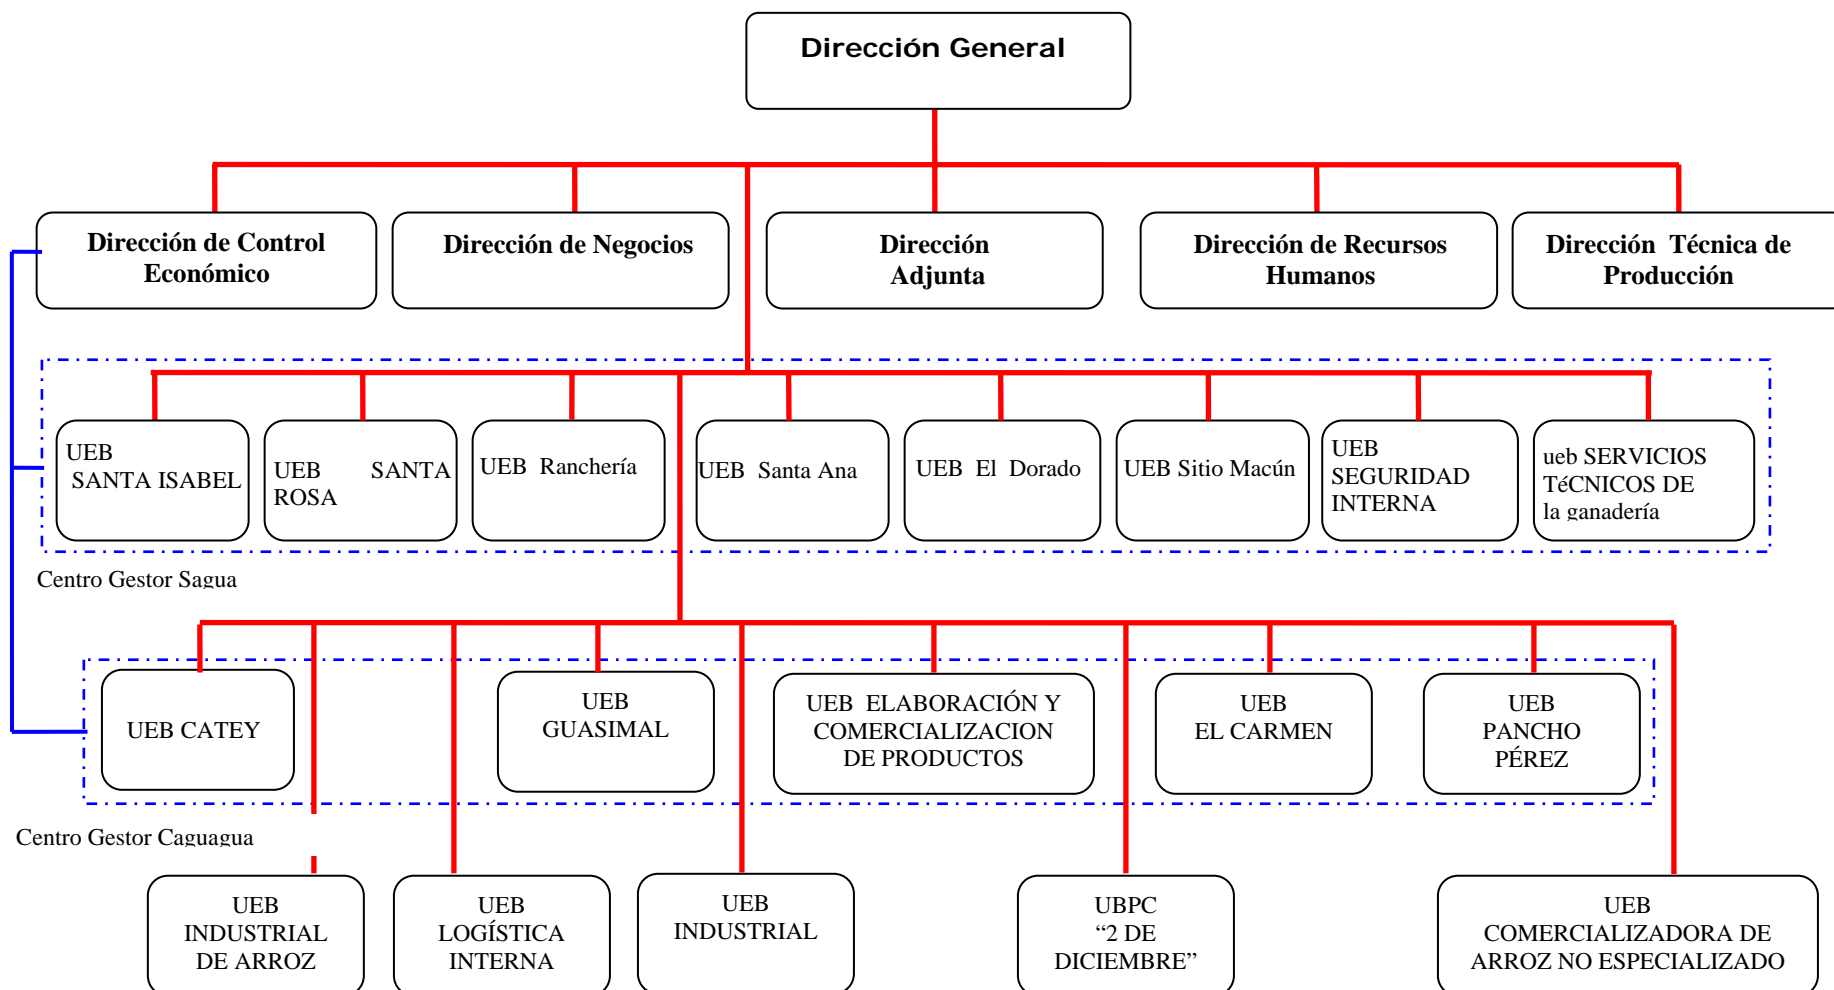 Dirección General
Dirección de Control
Económico
Dirección de Negocios
Dirección
Adjunta
Dirección de Recursos
Humanos
Dirección Técnica de
Producción
UEB
SANTA ISABEL
UEB SANTA
ROSA
UEB Ranchería
UEB Santa Ana
UEB El Dorado
UEB Sitio Macún
UEB
SEGURIDAD
INTERNA
ueb SERVICIOS
TéCNICOS DE
la ganadería
Centro Gestor Sagua
UEB CATEY
UEB
GUASIMAL
UEB ELABORACIÓN Y
COMERCIALIZACION
DE PRODUCTOS
UEB
EL CARMEN
UEB
PANCHO
PÉREZ
Centro Gestor Caguagua
UEB
INDUSTRIAL
DE ARROZ
UEB
LOGÍSTICA
INTERNA
UEB
INDUSTRIAL
UBPC
“2 DE
DICIEMBRE”
UEB
COMERCIALIZADORA DE
ARROZ NO ESPECIALIZADO